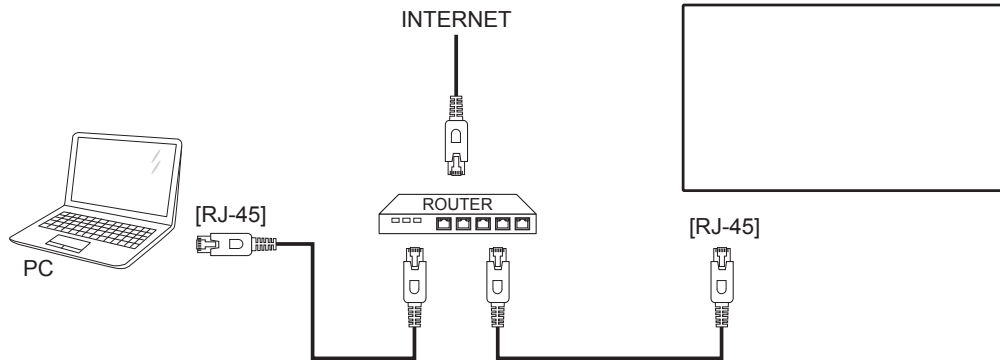 INTERNET
ROUTER
[RJ-45]
[RJ-45]
PC